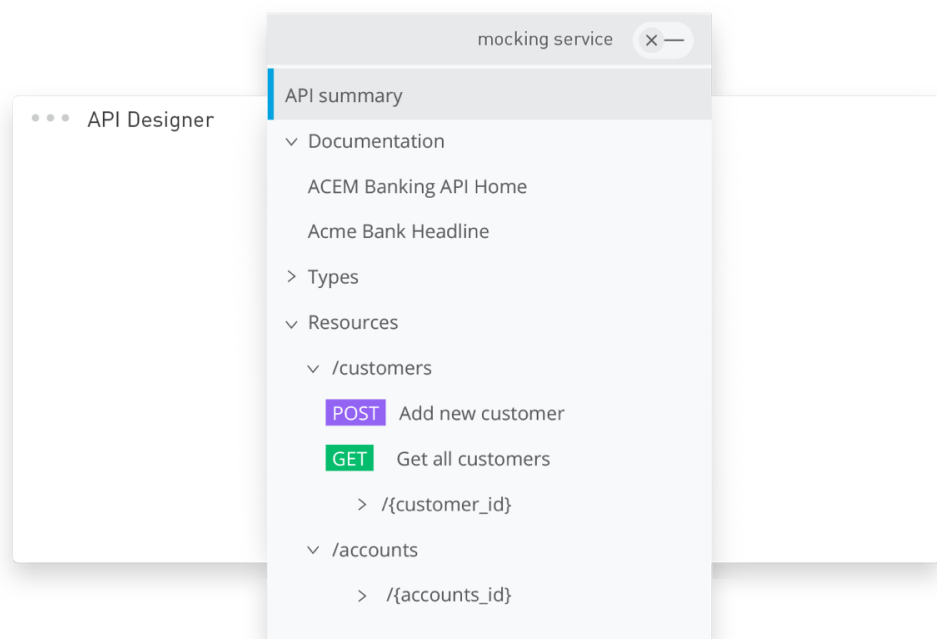 mocking service
API Designer
API summary
Documentation
ACEM Banking API Home
Acme Bank Headline
Types
Resources
/customers
POST Add new customer
GET Get all customers
/{customer_id}
/accounts
/{accounts_id}